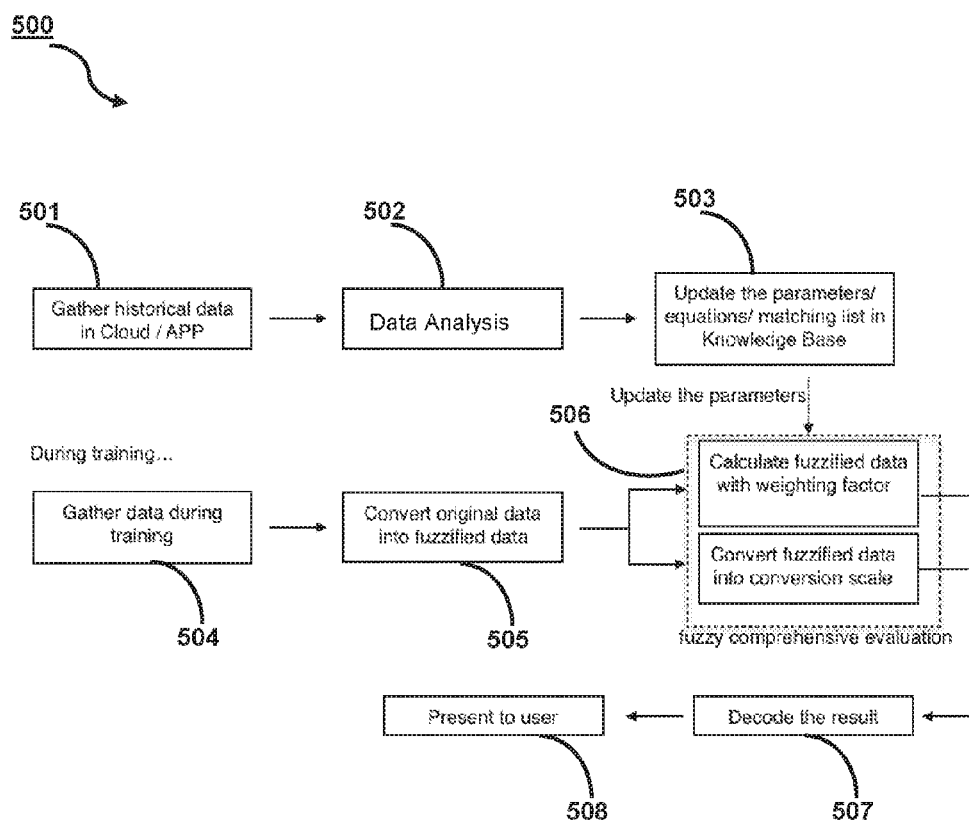 500
501
502
503
Gather historical data
in Cloud / APP
Data Analysis
Update the parameters/
equations/ matching list in
Knowledge Base
Update the parameters
506
During training...
Gather data during
training
Convert original data
into fuzzified data
Calculate fuzzified data
with weighting factor
Convert fuzzified data
into conversion scale
504
505
fuzzy comprehensive evaluation
Present to user
Decode the result
508
507